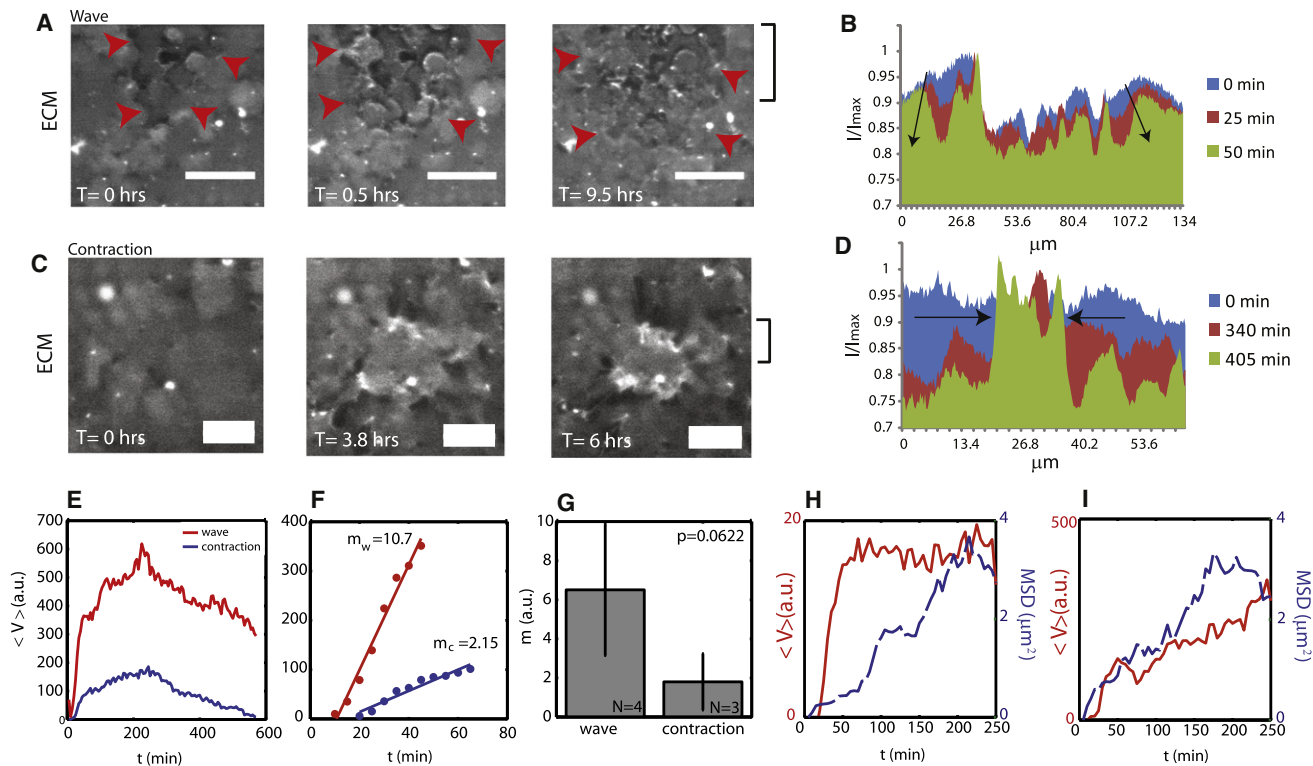 A
Wave
ECM
T= 0 hrs
T= 0.5 hrs
T= 9.5 hrs
B
I/Imax
1
0.95
0.9
0.85
0.8
0.75
0.7
0 26.8 53.6 80.4 107.2 134
μm
0 min
25 min
50 min
C
Contraction
ECM
T= 0 hrs
T= 3.8 hrs
T= 6 hrs
D
I/Imax
1
0.95
0.9
0.85
0.8
0.75
0.7
0 13.4 26.8 40.2 53.6
μm
0 min
340 min
405 min
E
< V > (a.u.)
700
600
500
400
300
200
100
0
0 200 400 600
t (min)
wave
contraction
F
400
300
200
100
0
0 20 40 60 80
t (min)
mw=10.7
mc=2.15
G
m (a.u.)
10
8
6
4
2
0
p=0.0622
N=4
N=3
wave contraction
H
< V >(a.u.)
20
0
0 50 100 150 200 250
t (min)
4
2
0
MSD (μm²)
I
< V >(a.u.)
500
0
0 50 100 150 200 250
t (min)
4
2
0
MSD (μm²)